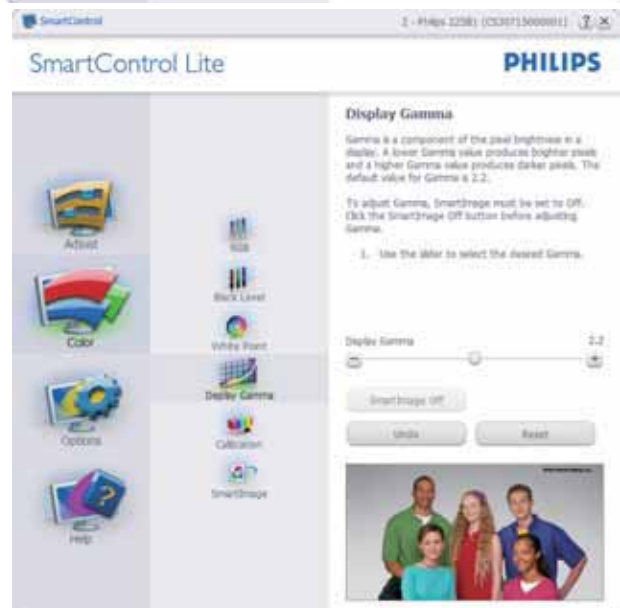 SmartControl
2 - Philips 225B1
SmartControl Lite
PHILIPS
Adjust
Color
Options
Help
RGB
Black Level
White Point
Display Gamma
Calibration
SmartImage
Display Gamma
Gamma is a component of the pixel brightness in a
display. A lower Gamma value produces brighter pixels
and a higher Gamma value produces darker pixels. The
default value for Gamma is 2.2.
To adjust Gamma, SmartImage must be set to Off.
Click the SmartImage Off button before adjusting
Gamma.
1. Use the slider to select the desired Gamma.
Display Gamma 2.2
SmartImage Off
Undo Reset